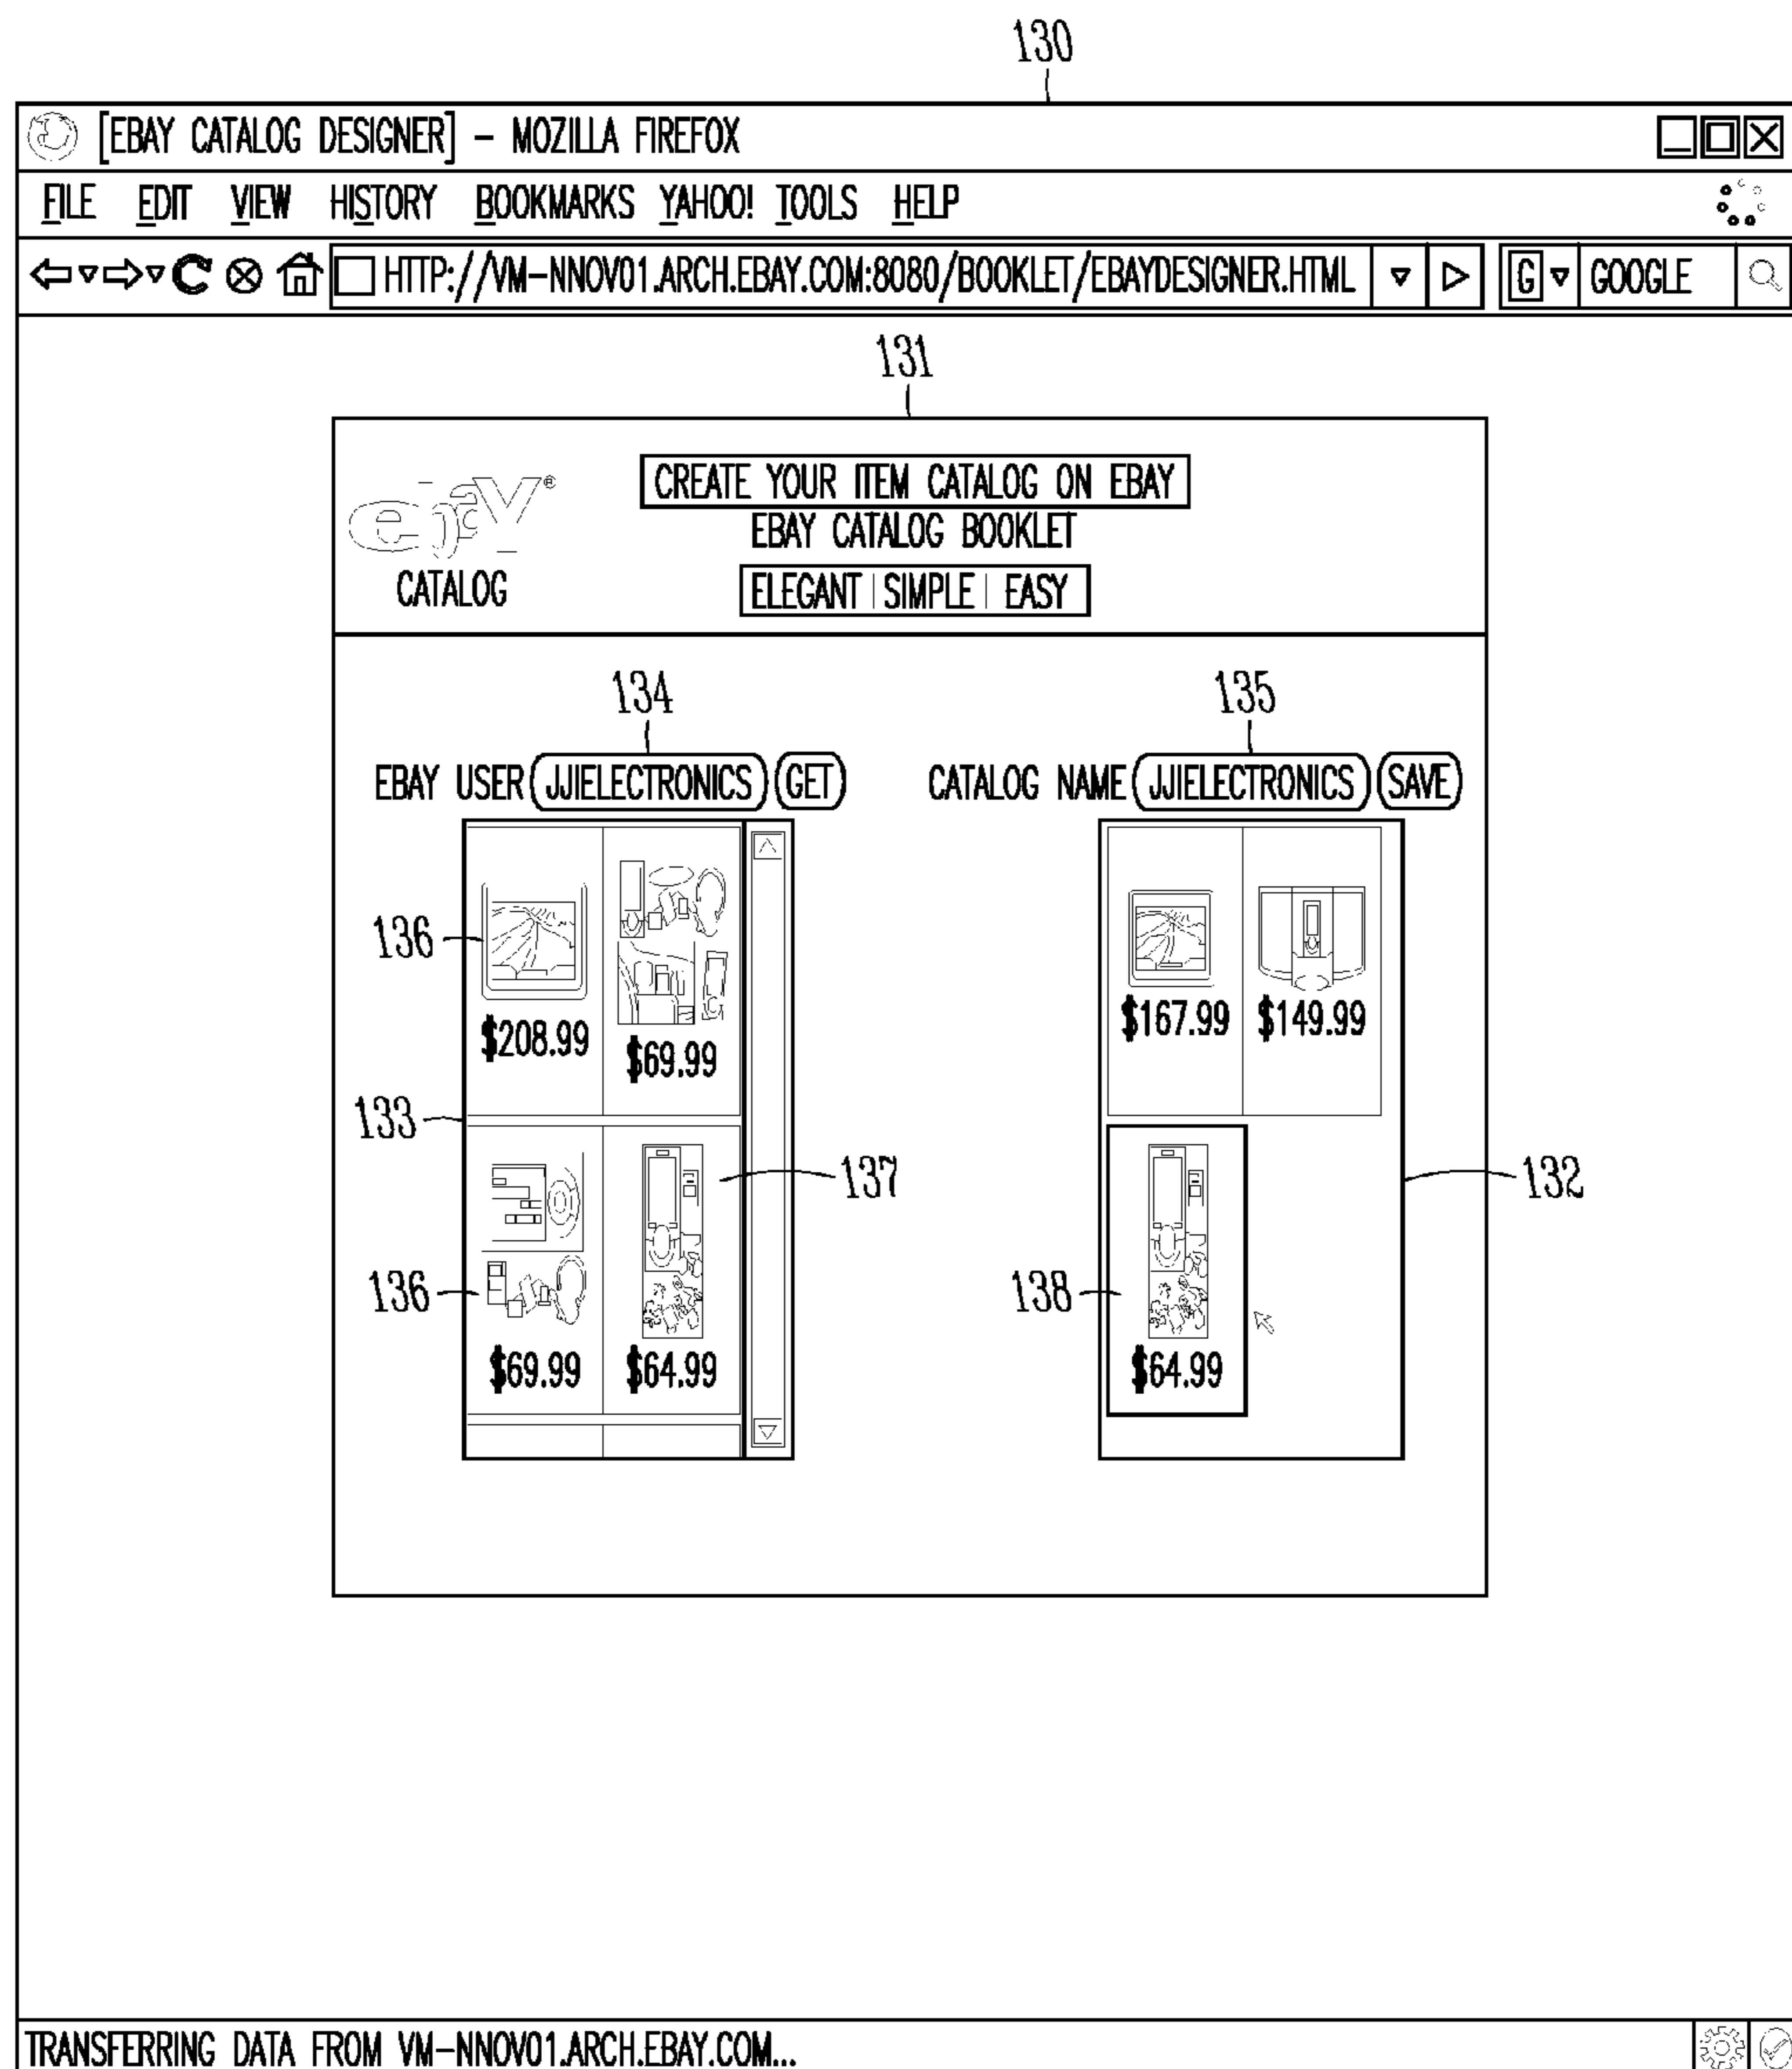 130
[EBAY CATALOG DESIGNER] – MOZILLA FIREFOX
FILE EDIT VIEW HISTORY BOOKMARKS YAHOO! TOOLS HELP
HTTP://VM–NNOV01.ARCH.EBAY.COM:8080/BOOKLET/EBAYDESIGNER.HTML G GOOGLE
131
ebay®
CATALOG
CREATE YOUR ITEM CATALOG ON EBAY
EBAY CATALOG BOOKLET
ELEGANT | SIMPLE | EASY
134
135
EBAY USER JJIELECTRONICS GET
CATALOG NAME JJIELECTRONICS SAVE
136
$208.99
$69.99
$167.99
$149.99
133
137
132
136
138
$69.99
$64.99
$64.99
TRANSFERRING DATA FROM VM–NNOV01.ARCH.EBAY.COM...